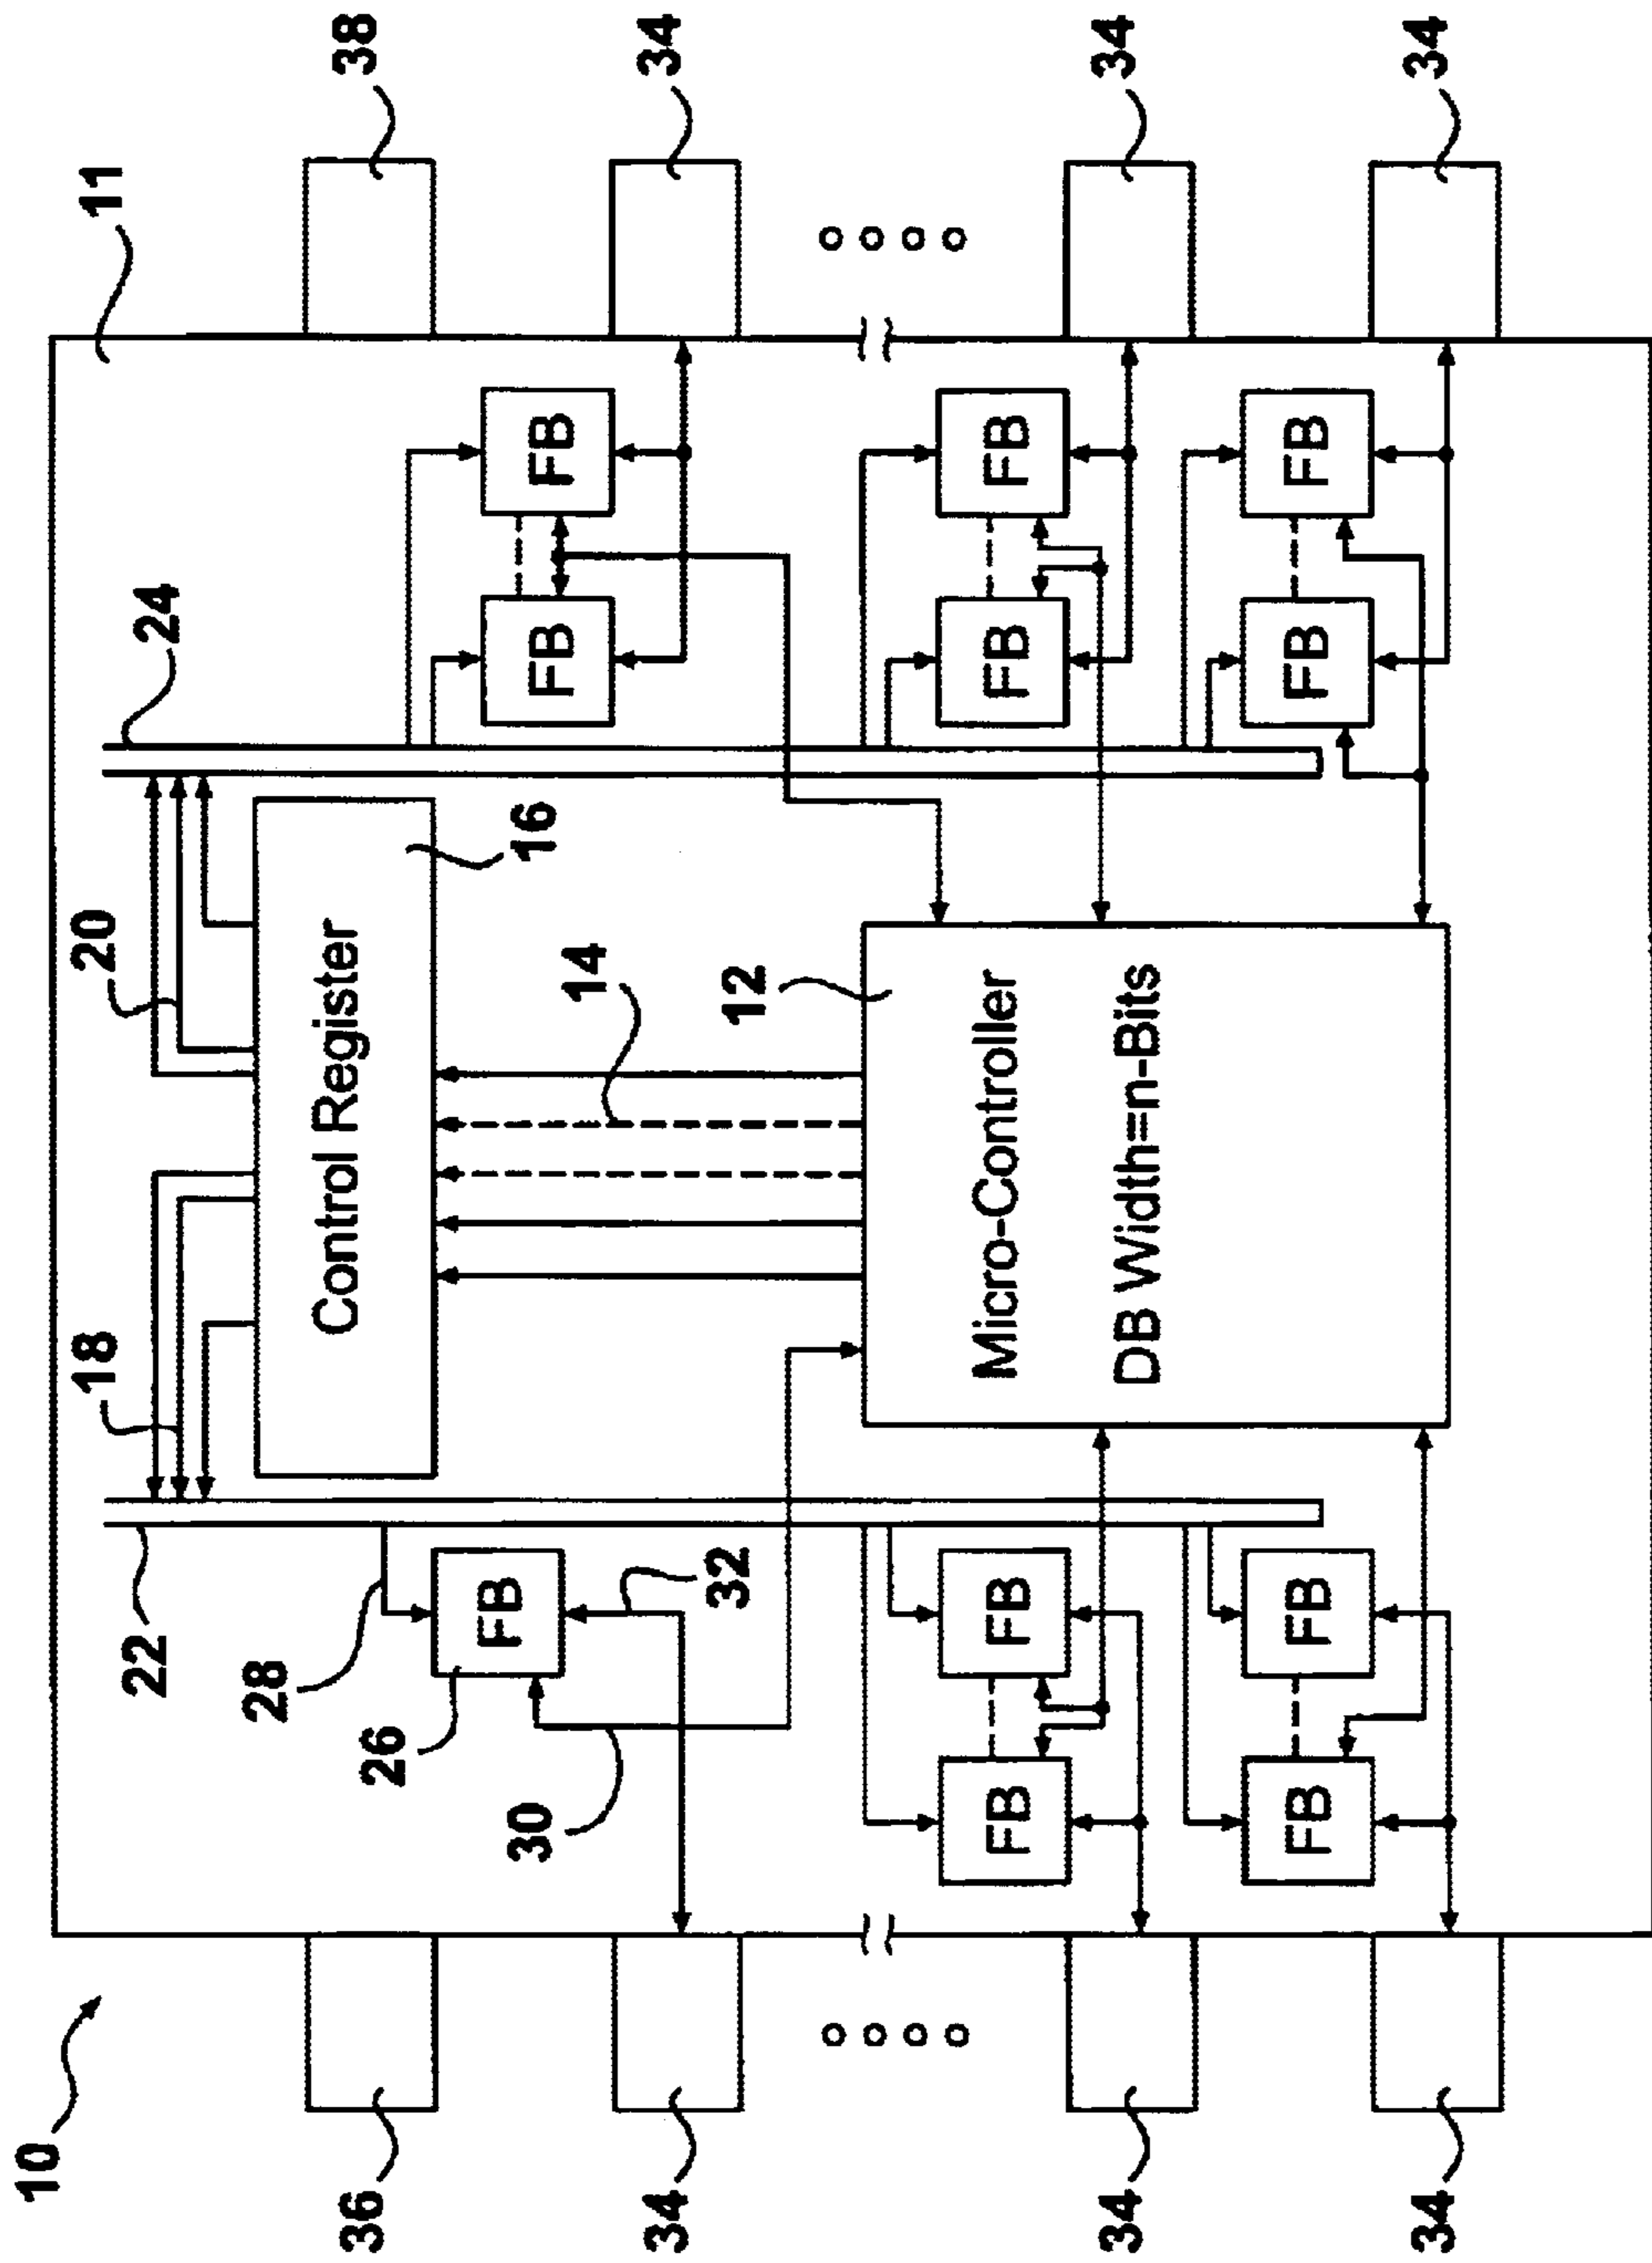 10
18
20
11
22
24
28
Control Register
36
38
26
FB
30
16
FB
FB
14
34
34
32
12
Micro-Controller
FB
FB
FB
FB
34
34
DB Width=n-Bits
FB
FB
FB
FB
34
34